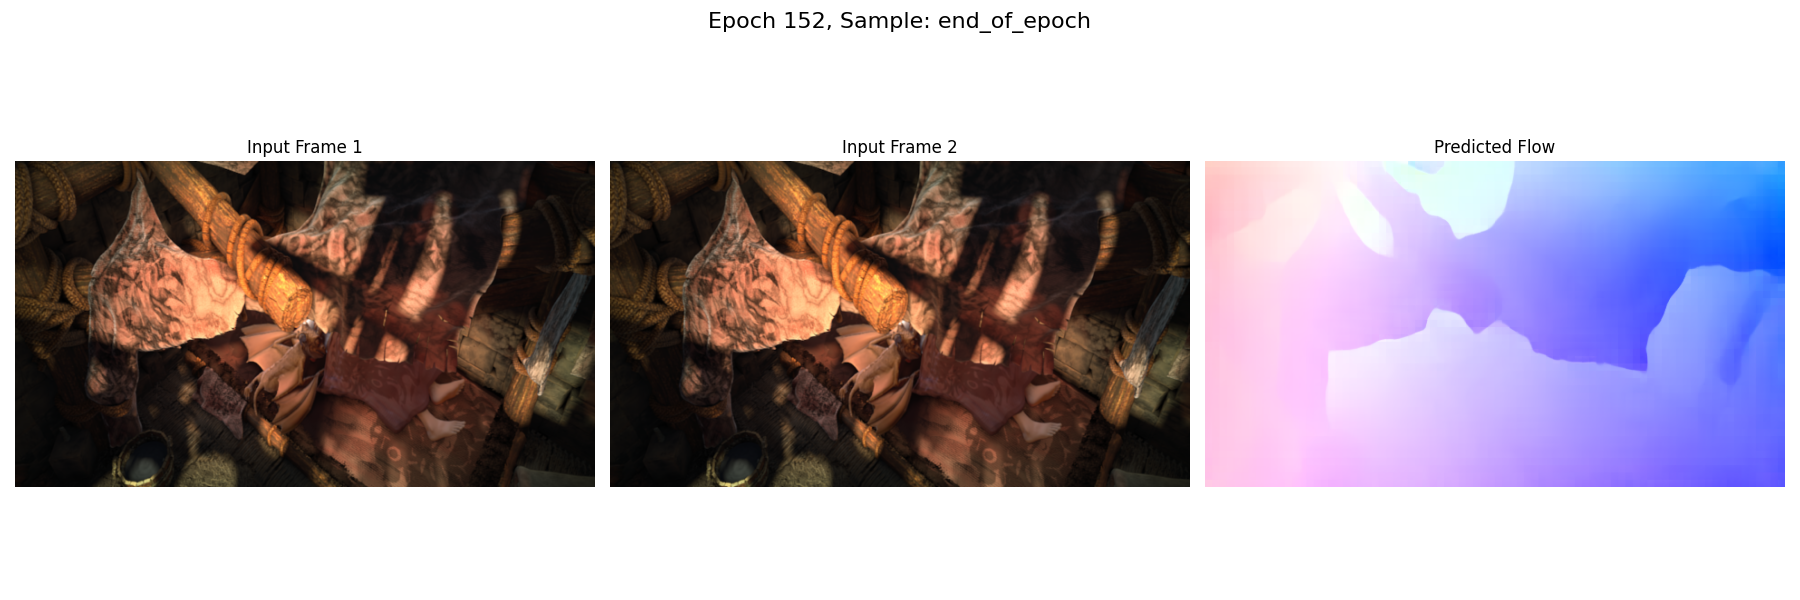 Epoch 152, Sample: end_of_epoch
Input Frame 1
Input Frame 2
Predicted Flow